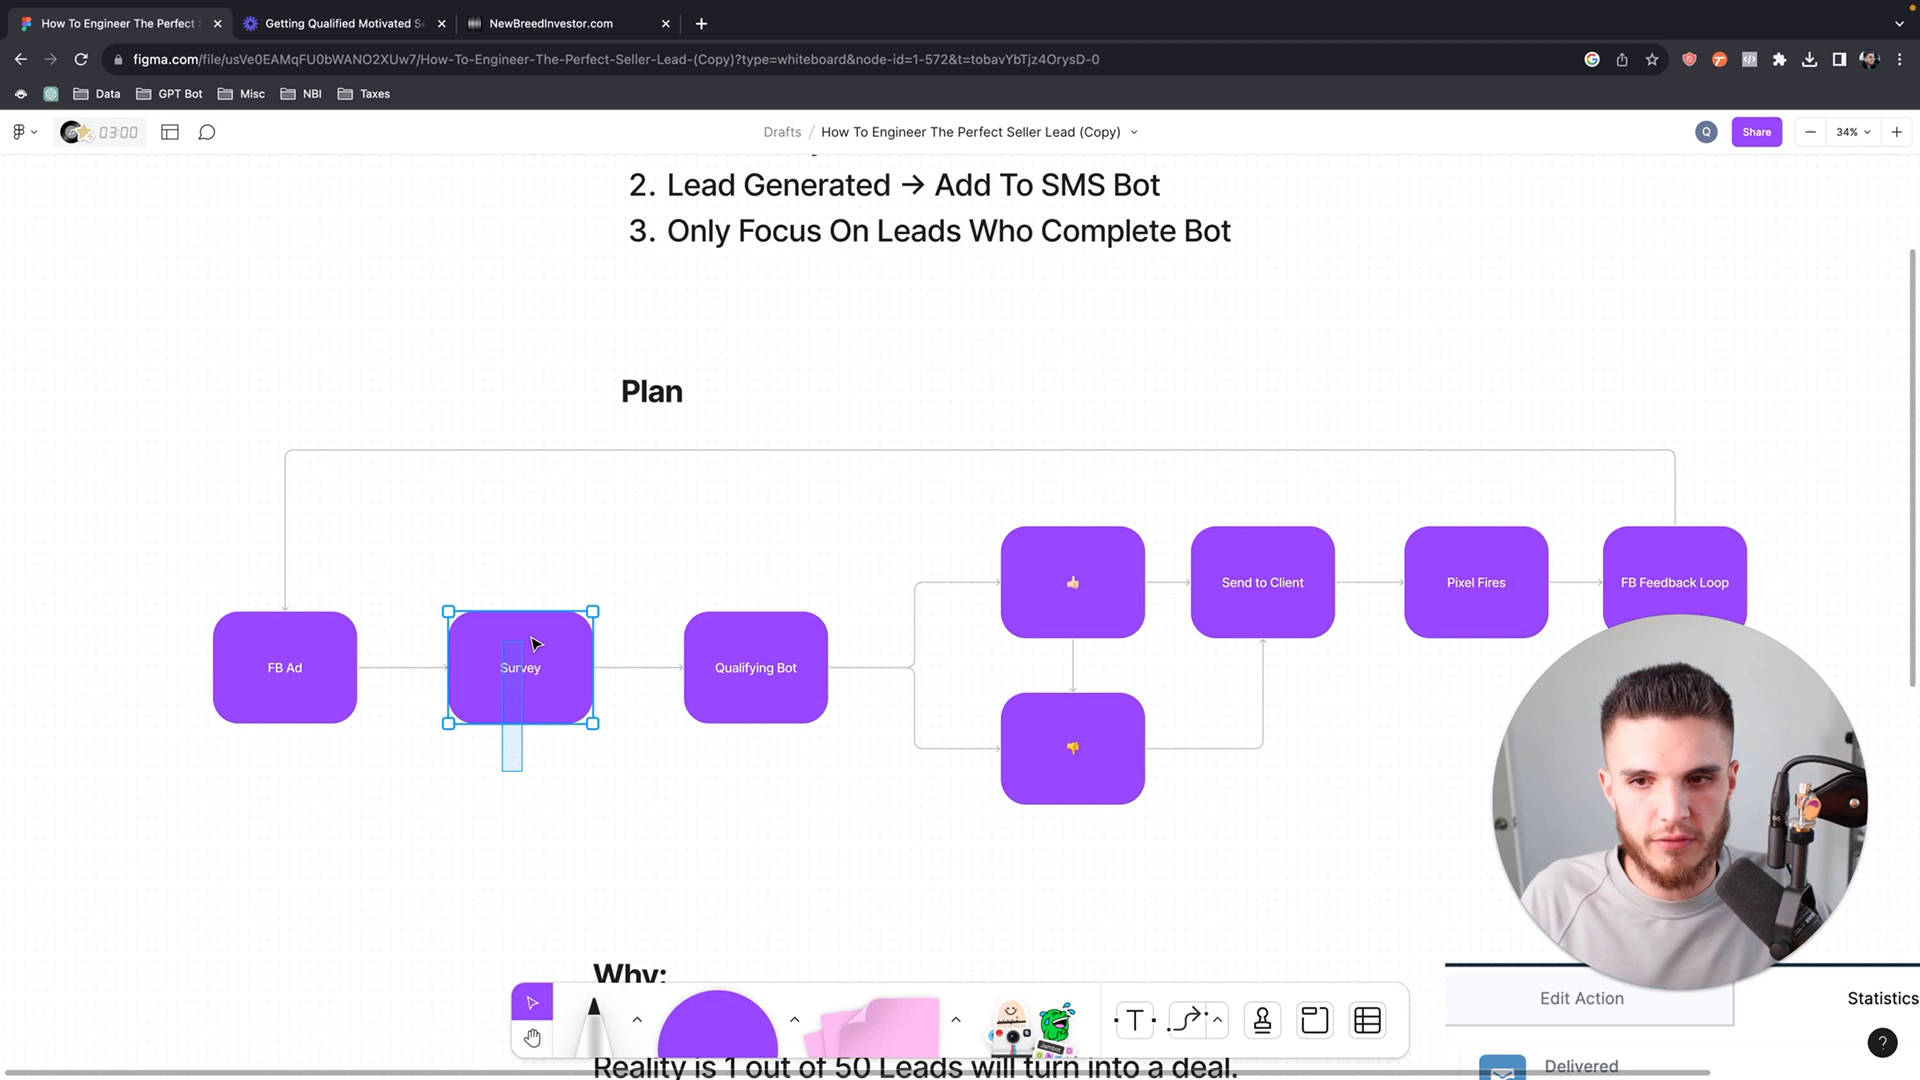 How To Engineer The Perfect S
Getting Qualified Motivated Se
NewBreedInvestor.com
figma.com/file/usVe0EAMqFU0bWANO2XUw7/How-To-Engineer-The-Perfect-Seller-Lead-(Copy)?type=whiteboard&node-id=1-572&t=tobavYbTjz4OrysD-0
Data
GPT Bot
Misc
NBI
Taxes
03:00
Drafts / How To Engineer The Perfect Seller Lead (Copy)
Q
Share
34%
2. Lead Generated → Add To SMS Bot
3. Only Focus On Leads Who Complete Bot
Plan
Send to Client
Pixel Fires
FB Feedback Loop
FB Ad
Survey
Qualifying Bot
Why:
Edit Action
Statistics
T
Reality is 1 out of 50 Leads will turn into a deal.
Delivered
?